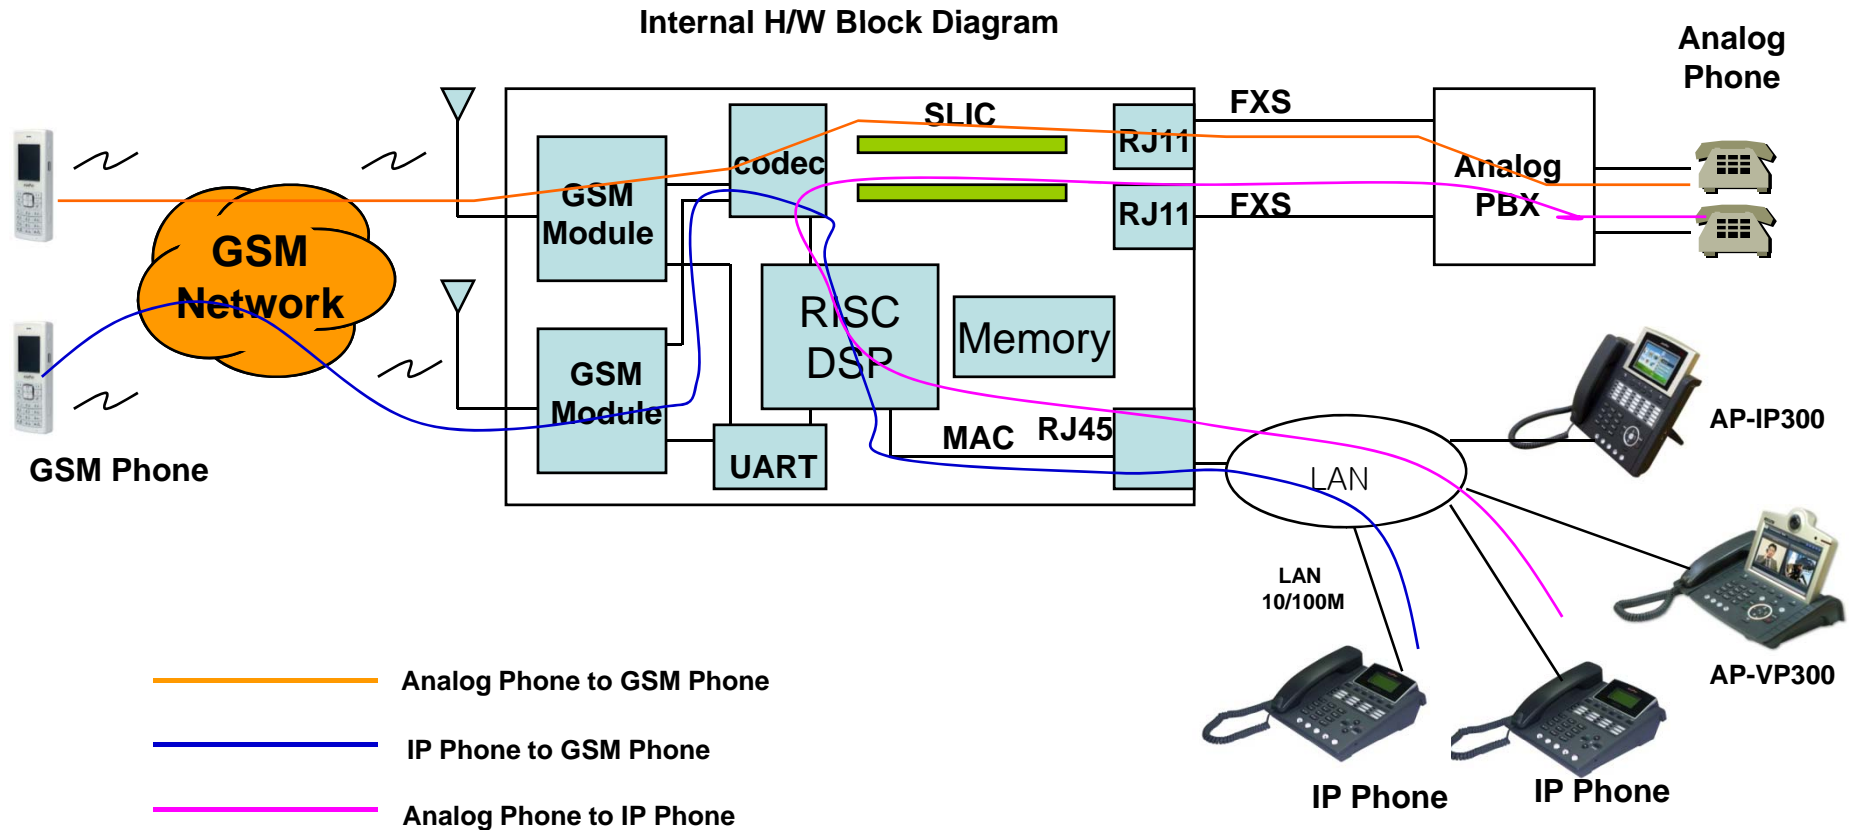 Internal H/W Block Diagram
Analog
Phone
SLIC
FXS
RJ11
codec
Analog
PBX
GSM
Module
RJ11
FXS
GSM
Network
RISC
DSP
Memory
GSM
Module
AP-IP300
RJ45
MAC
UART
GSM Phone
LAN
LAN
10/100M
AP-VP300
Analog Phone to GSM Phone
IP Phone to GSM Phone
IP Phone
IP Phone
Analog Phone to IP Phone